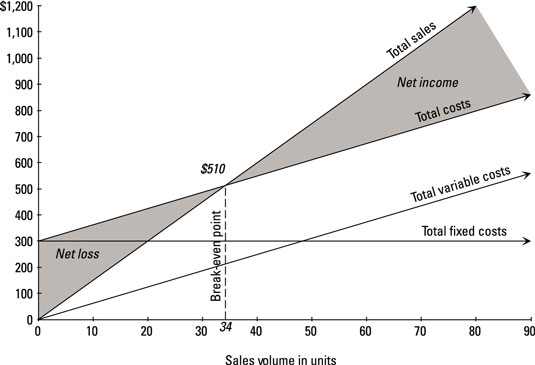 $1,200
1,100
1,000
900
800
700
600
500
400
300
200
100
0
Total sales
Net income
Total costs
$510
Total variable costs
Total fixed costs
Net loss
Break-even point
34
0 10 20 30 40 50 60 70 80 90
Sales volume in units